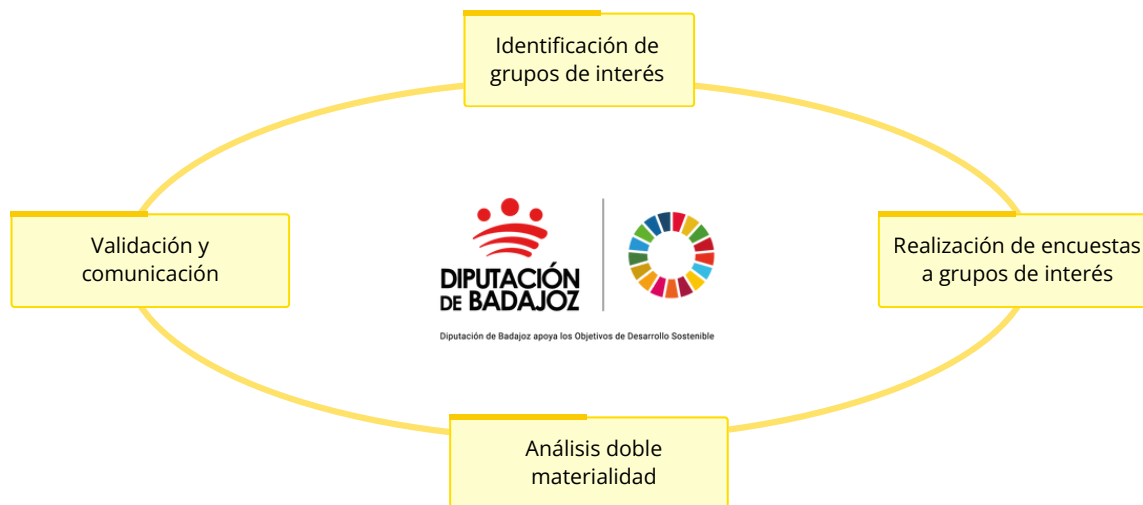 Identificación de
grupos de interés
Validación y
comunicación
Realización de encuestas
a grupos de interés
DIPUTACIÓN
DE BADAJOZ
Diputación de Badajoz apoya los Objetivos de Desarrollo Sostenible
Análisis doble
materialidad